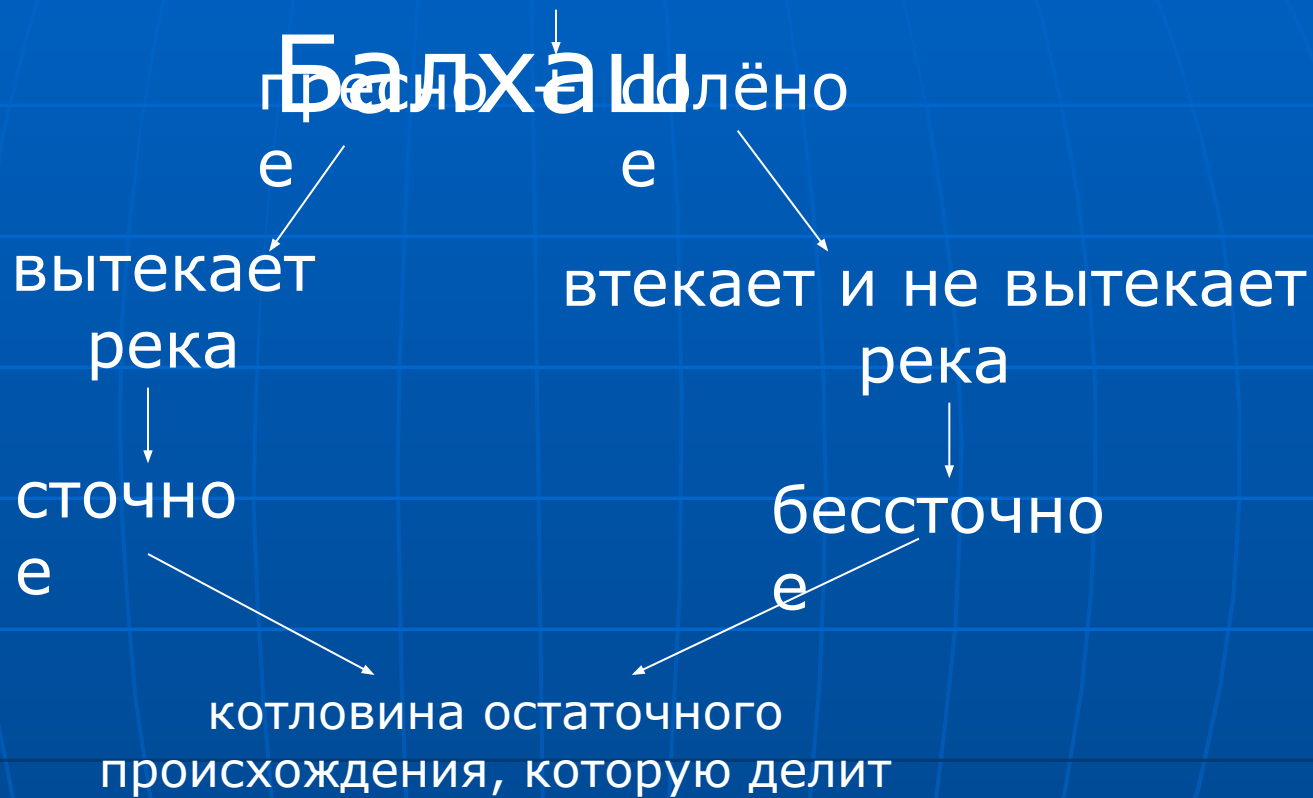 Балхаш
пресно + солёно
е е
вытекает
река
втекает и не вытекает
река
сточно
е
бессточно
е
котловина остаточного
происхождения, которую делит